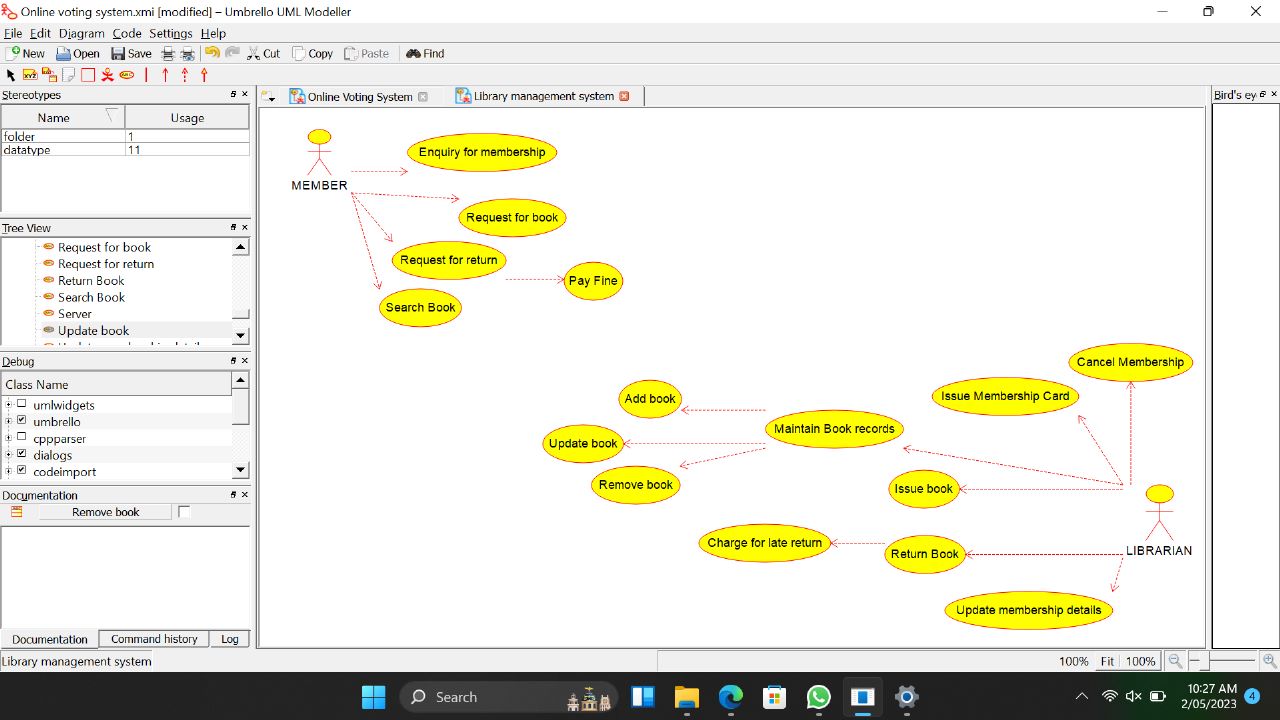 Online voting system.xmi [modified] – Umbrello UML Modeller
File Edit Diagram Code Settings Help
New Open Save Cut Copy Paste Find
Stereotypes
Name Usage
folder 1
datatype 11
Tree View
Request for book
Request for return
Return Book
Search Book
Server
Update book
Debug
Class Name
umlwidgets
umbrello
cppparser
dialogs
codeimport
Documentation
Remove book
Documentation Command history Log
Online Voting System Library management system
Bird's ey
MEMBER
Enquiry for membership
Request for book
Request for return
Pay Fine
Search Book
Cancel Membership
Issue Membership Card
Add book
Maintain Book records
Update book
Remove book
Issue book
LIBRARIAN
Charge for late return
Return Book
Update membership details
Library management system
100% Fit 100%
Search
10:27 AM
2/05/2023
4